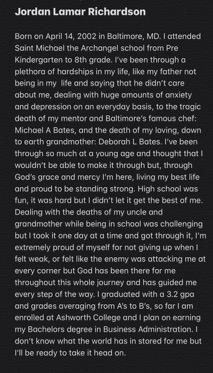 Jordan Lamar Richardson
Born on April 14, 2002 in Baltimore, MD. I attended
Saint Michael the Archangel school from Pre
Kindergarten to 8th grade. I've been through a
plethora of hardships in my life, like my father not
being in my life and saying that he didn't care
about me, dealing with huge amounts of anxiety
and depression on an everyday basis, to the tragic
death of my mentor and Baltimore's famous chef:
Michael A Bates, and the death of my loving, down
to earth grandmother: Deborah L Bates. I've been
through so much at a young age and thought that I
wouldn't be able to make it through but, through
God's grace and mercy I'm here, living my best life
and proud to be standing strong. High school was
fun, it was hard but I didn't let it get the best of me.
Dealing with the deaths of my uncle and
grandmother while being in school was challenging
but I took it one day at a time and got through it, I'm
extremely proud of myself for not giving up when I
felt weak, or felt like the enemy was attacking me at
every corner but God has been there for me
throughout this whole journey and has guided me
every step of the way. I graduated with a 3.2 gpa
and grades averaging from A's to B's, so far I am
enrolled at Ashworth College and I plan on earning
my Bachelors degree in Business Administration. I
don't know what the world has in stored for me but
I'll be ready to take it head on.